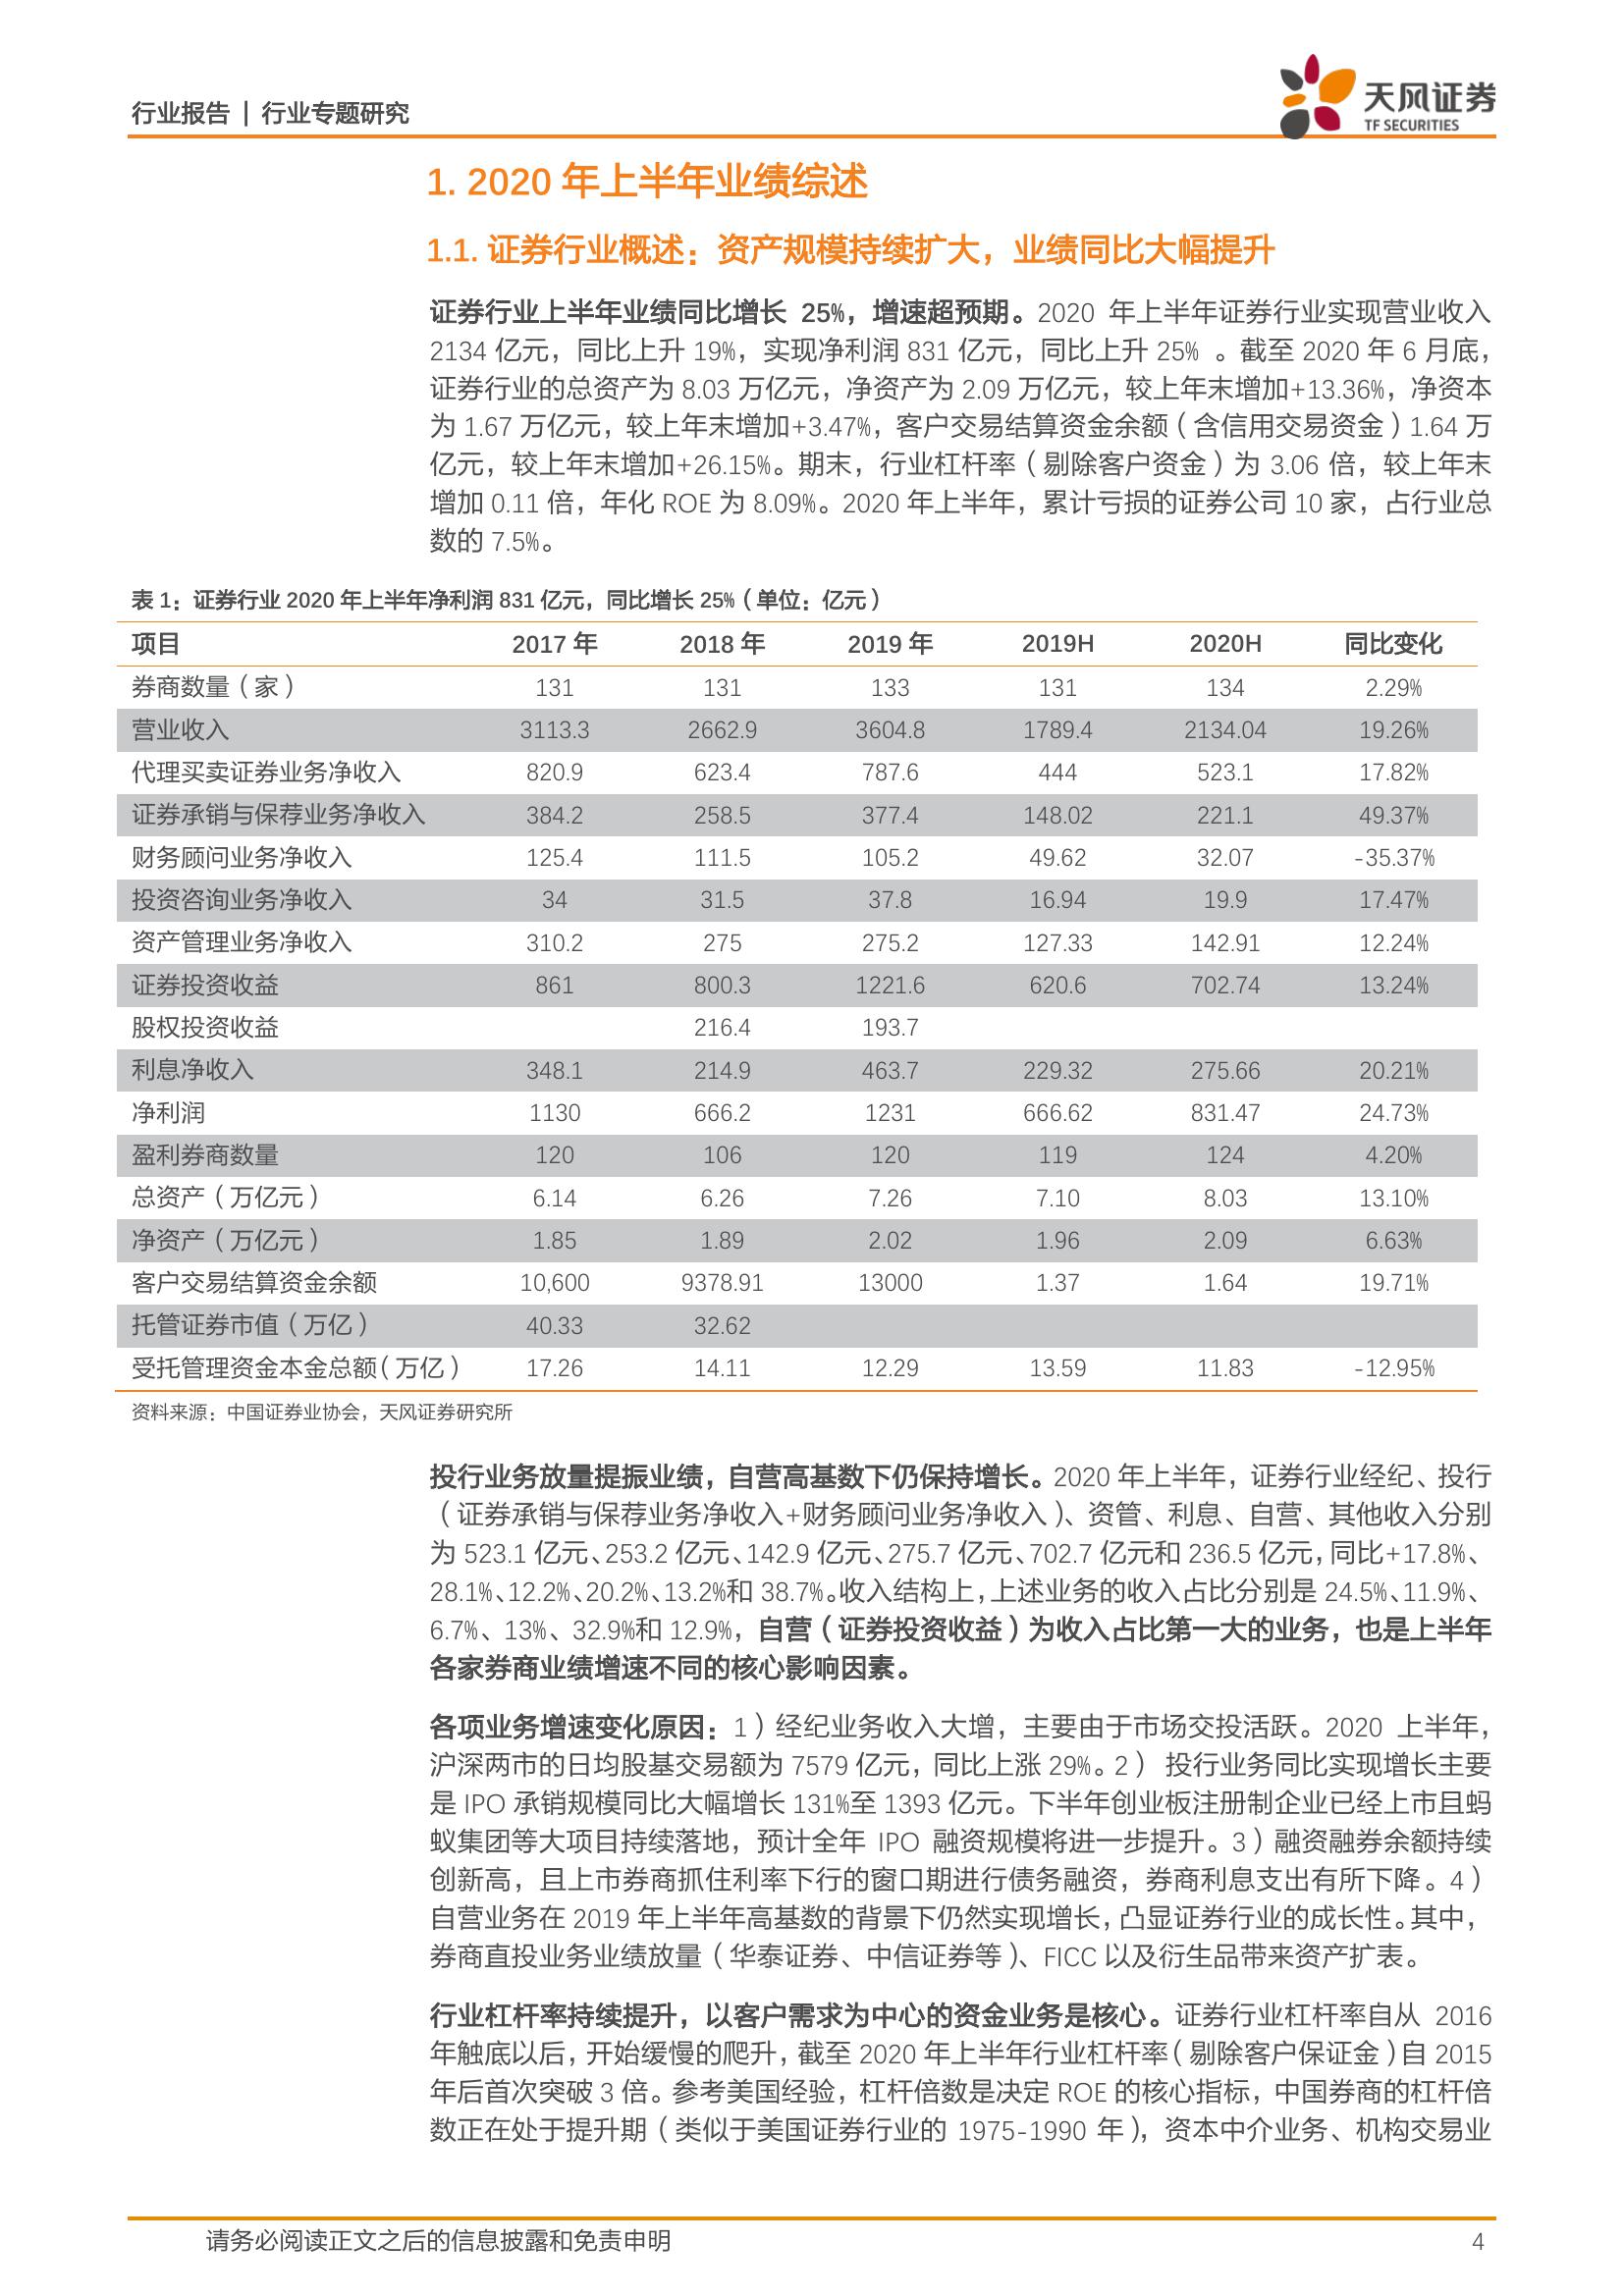 行业报告 | 行业专题研究
天风证券
TF SECURITIES
1. 2020 年上半年业绩综述
1.1. 证券行业概述：资产规模持续扩大，业绩同比大幅提升
证券行业上半年业绩同比增长 25%，增速超预期。2020 年上半年证券行业实现营业收入
2134 亿元，同比上升 19%，实现净利润 831 亿元，同比上升 25% 。截至 2020 年 6 月底，
证券行业的总资产为 8.03 万亿元，净资产为 2.09 万亿元，较上年末增加+13.36%，净资本
为 1.67 万亿元，较上年末增加+3.47%，客户交易结算资金余额（含信用交易资金）1.64 万
亿元，较上年末增加+26.15%。期末，行业杠杆率（剔除客户资金）为 3.06 倍，较上年末
增加 0.11 倍，年化 ROE 为 8.09%。2020 年上半年，累计亏损的证券公司 10 家，占行业总
数的 7.5%。
表 1：证券行业 2020 年上半年净利润 831 亿元，同比增长 25%（单位：亿元）
项目 2017 年 2018 年 2019 年 2019H 2020H 同比变化
券商数量（家） 131 131 133 131 134 2.29%
营业收入 3113.3 2662.9 3604.8 1789.4 2134.04 19.26%
代理买卖证券业务净收入 820.9 623.4 787.6 444 523.1 17.82%
证券承销与保荐业务净收入 384.2 258.5 377.4 148.02 221.1 49.37%
财务顾问业务净收入 125.4 111.5 105.2 49.62 32.07 -35.37%
投资咨询业务净收入 34 31.5 37.8 16.94 19.9 17.47%
资产管理业务净收入 310.2 275 275.2 127.33 142.91 12.24%
证券投资收益 861 800.3 1221.6 620.6 702.74 13.24%
股权投资收益 216.4 193.7
利息净收入 348.1 214.9 463.7 229.32 275.66 20.21%
净利润 1130 666.2 1231 666.62 831.47 24.73%
盈利券商数量 120 106 120 119 124 4.20%
总资产（万亿元） 6.14 6.26 7.26 7.10 8.03 13.10%
净资产（万亿元） 1.85 1.89 2.02 1.96 2.09 6.63%
客户交易结算资金余额 10,600 9378.91 13000 1.37 1.64 19.71%
托管证券市值（万亿） 40.33 32.62
受托管理资金本金总额（万亿） 17.26 14.11 12.29 13.59 11.83 -12.95%
资料来源：中国证券业协会，天风证券研究所
投行业务放量提振业绩，自营高基数下仍保持增长。2020 年上半年，证券行业经纪、投行
（证券承销与保荐业务净收入+财务顾问业务净收入）、资管、利息、自营、其他收入分别
为 523.1 亿元、253.2 亿元、142.9 亿元、275.7 亿元、702.7 亿元和 236.5 亿元，同比+17.8%、
28.1%、12.2%、20.2%、13.2%和 38.7%。收入结构上，上述业务的收入占比分别是 24.5%、11.9%、
6.7%、13%、32.9%和 12.9%，自营（证券投资收益）为收入占比第一大的业务，也是上半年
各家券商业绩增速不同的核心影响因素。
各项业务增速变化原因：1）经纪业务收入大增，主要由于市场交投活跃。2020 上半年，
沪深两市的日均股基交易额为 7579 亿元，同比上涨 29%。2） 投行业务同比实现增长主要
是 IPO 承销规模同比大幅增长 131%至 1393 亿元。下半年创业板注册制企业已经上市且蚂
蚁集团等大项目持续落地，预计全年 IPO 融资规模将进一步提升。3）融资融券余额持续
创新高，且上市券商抓住利率下行的窗口期进行债务融资，券商利息支出有所下降。4）
自营业务在 2019 年上半年高基数的背景下仍然实现增长，凸显证券行业的成长性。其中，
券商直投业务业绩放量（华泰证券、中信证券等）、FICC 以及衍生品带来资产扩表。
行业杠杆率持续提升，以客户需求为中心的资金业务是核心。证券行业杠杆率自从 2016
年触底以后，开始缓慢的爬升，截至 2020 年上半年行业杠杆率（剔除客户保证金）自 2015
年后首次突破 3 倍。参考美国经验，杠杆倍数是决定 ROE 的核心指标，中国券商的杠杆倍
数正在处于提升期（类似于美国证券行业的 1975-1990 年），资本中介业务、机构交易业
请务必阅读正文之后的信息披露和免责申明
4